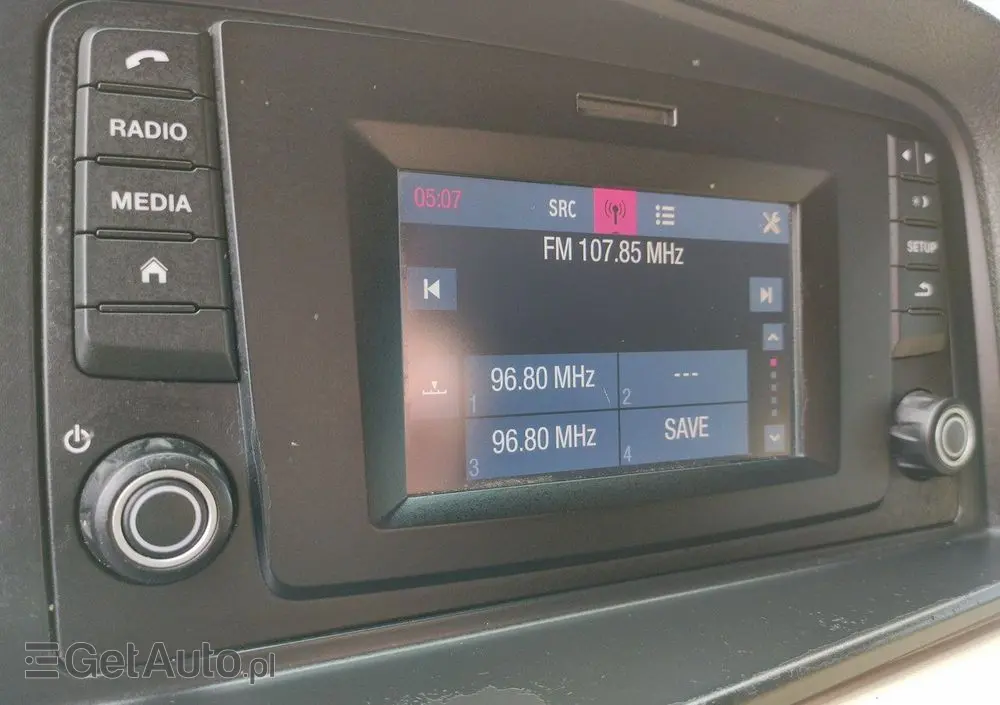 RADIO
MEDIA
SETUP
05:07
SRC
FM 107.85 MHz
96.80 MHz
1
---
2
96.80 MHz
3
SAVE
4
GetAuto.pl